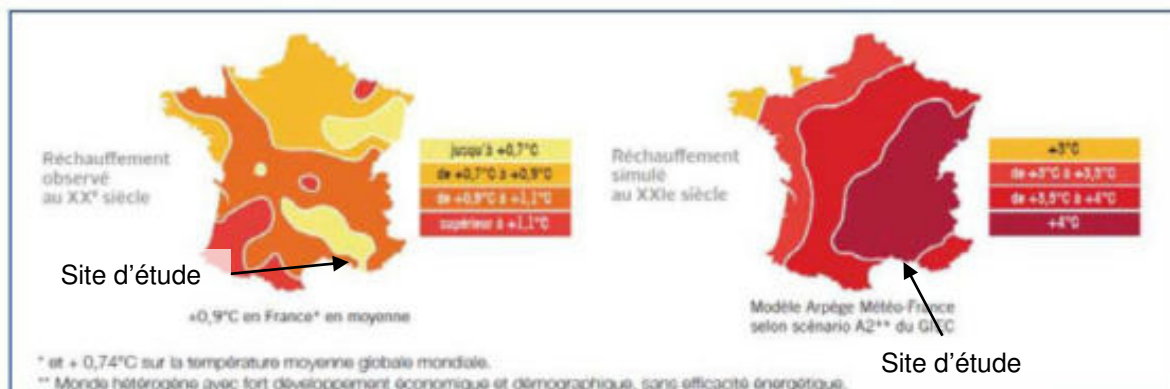 Réchauffement
observé
au XXᵉ siècle
jusqu'à +0,7°C
de +0,7°C à +0,9°C
de +0,9°C à +1,1°C
supérieur à +1,1°C
Site d'étude
+0,9°C en France* en moyenne
Réchauffement
simulé
au XXIe siècle
+3°C
de +3°C à +3,5°C
de +3,5°C à +4°C
+4°C
Modèle Arpège Météo-France
selon scénario A2** du GIEC
Site d'étude
* et + 0,74°C sur la température moyenne globale mondiale.
** Monde hétérogène avec fort développement économique et démographique, sans efficacité énergétique.